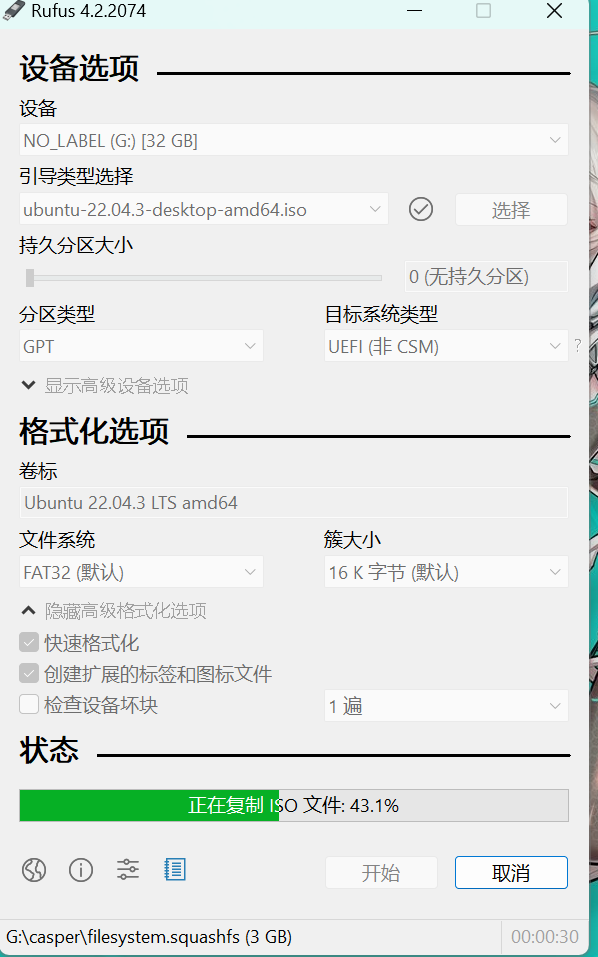 Rufus 4.2.2074
设备选项
设备
NO_LABEL (G:) [32 GB]
引导类型选择
ubuntu-22.04.3-desktop-amd64.iso
选择
持久分区大小
0 (无持久分区)
分区类型
目标系统类型
GPT
UEFI (非 CSM)
?
显示高级设备选项
格式化选项
卷标
Ubuntu 22.04.3 LTS amd64
文件系统
簇大小
FAT32 (默认)
16 K 字节 (默认)
隐藏高级格式化选项
快速格式化
创建扩展的标签和图标文件
检查设备坏块
1 遍
状态
正在复制 ISO 文件: 43.1%
开始
取消
G:\casper\filesystem.squashfs (3 GB)
00:00:30